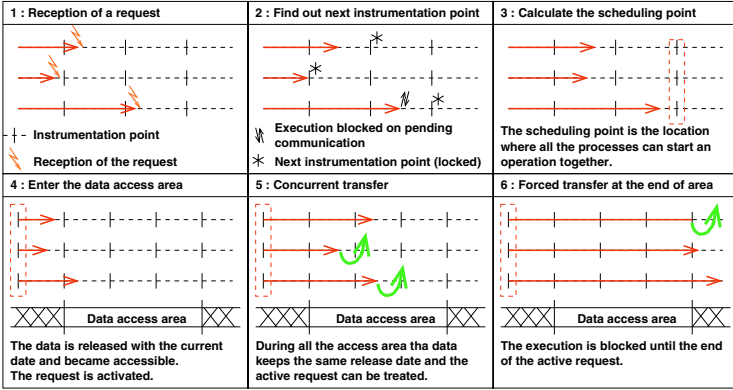 1 : Reception of a request
Instrumentation point
Reception of the request
2 : Find out next instrumentation point
Execution blocked on pending
communication
Next instrumentation point (locked)
3 : Calculate the scheduling point
The scheduling point is the location
where all the processes can start an
operation together.
4 : Enter the data access area
Data access area
The data is released with the current
date and became accessible.
The request is activated.
5 : Concurrent transfer
Data access area
During all the access area tha data
keeps the same release date and the
active request can be treated.
6 : Forced transfer at the end of area
Data access area
The execution is blocked until the end
of the active request.